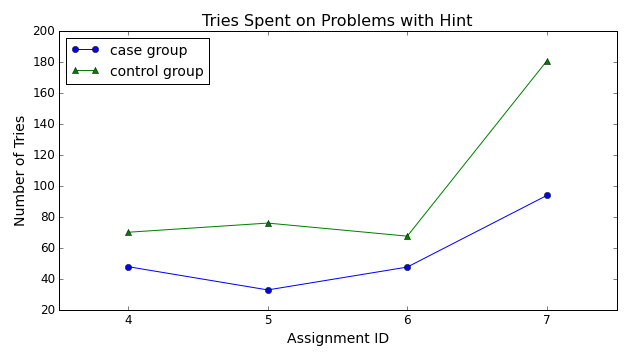 Tries Spent on Problems with Hint
200
180
160
140
120
100
80
60
40
20
Number of Tries
case group
control group
4 5 6 7
Assignment ID